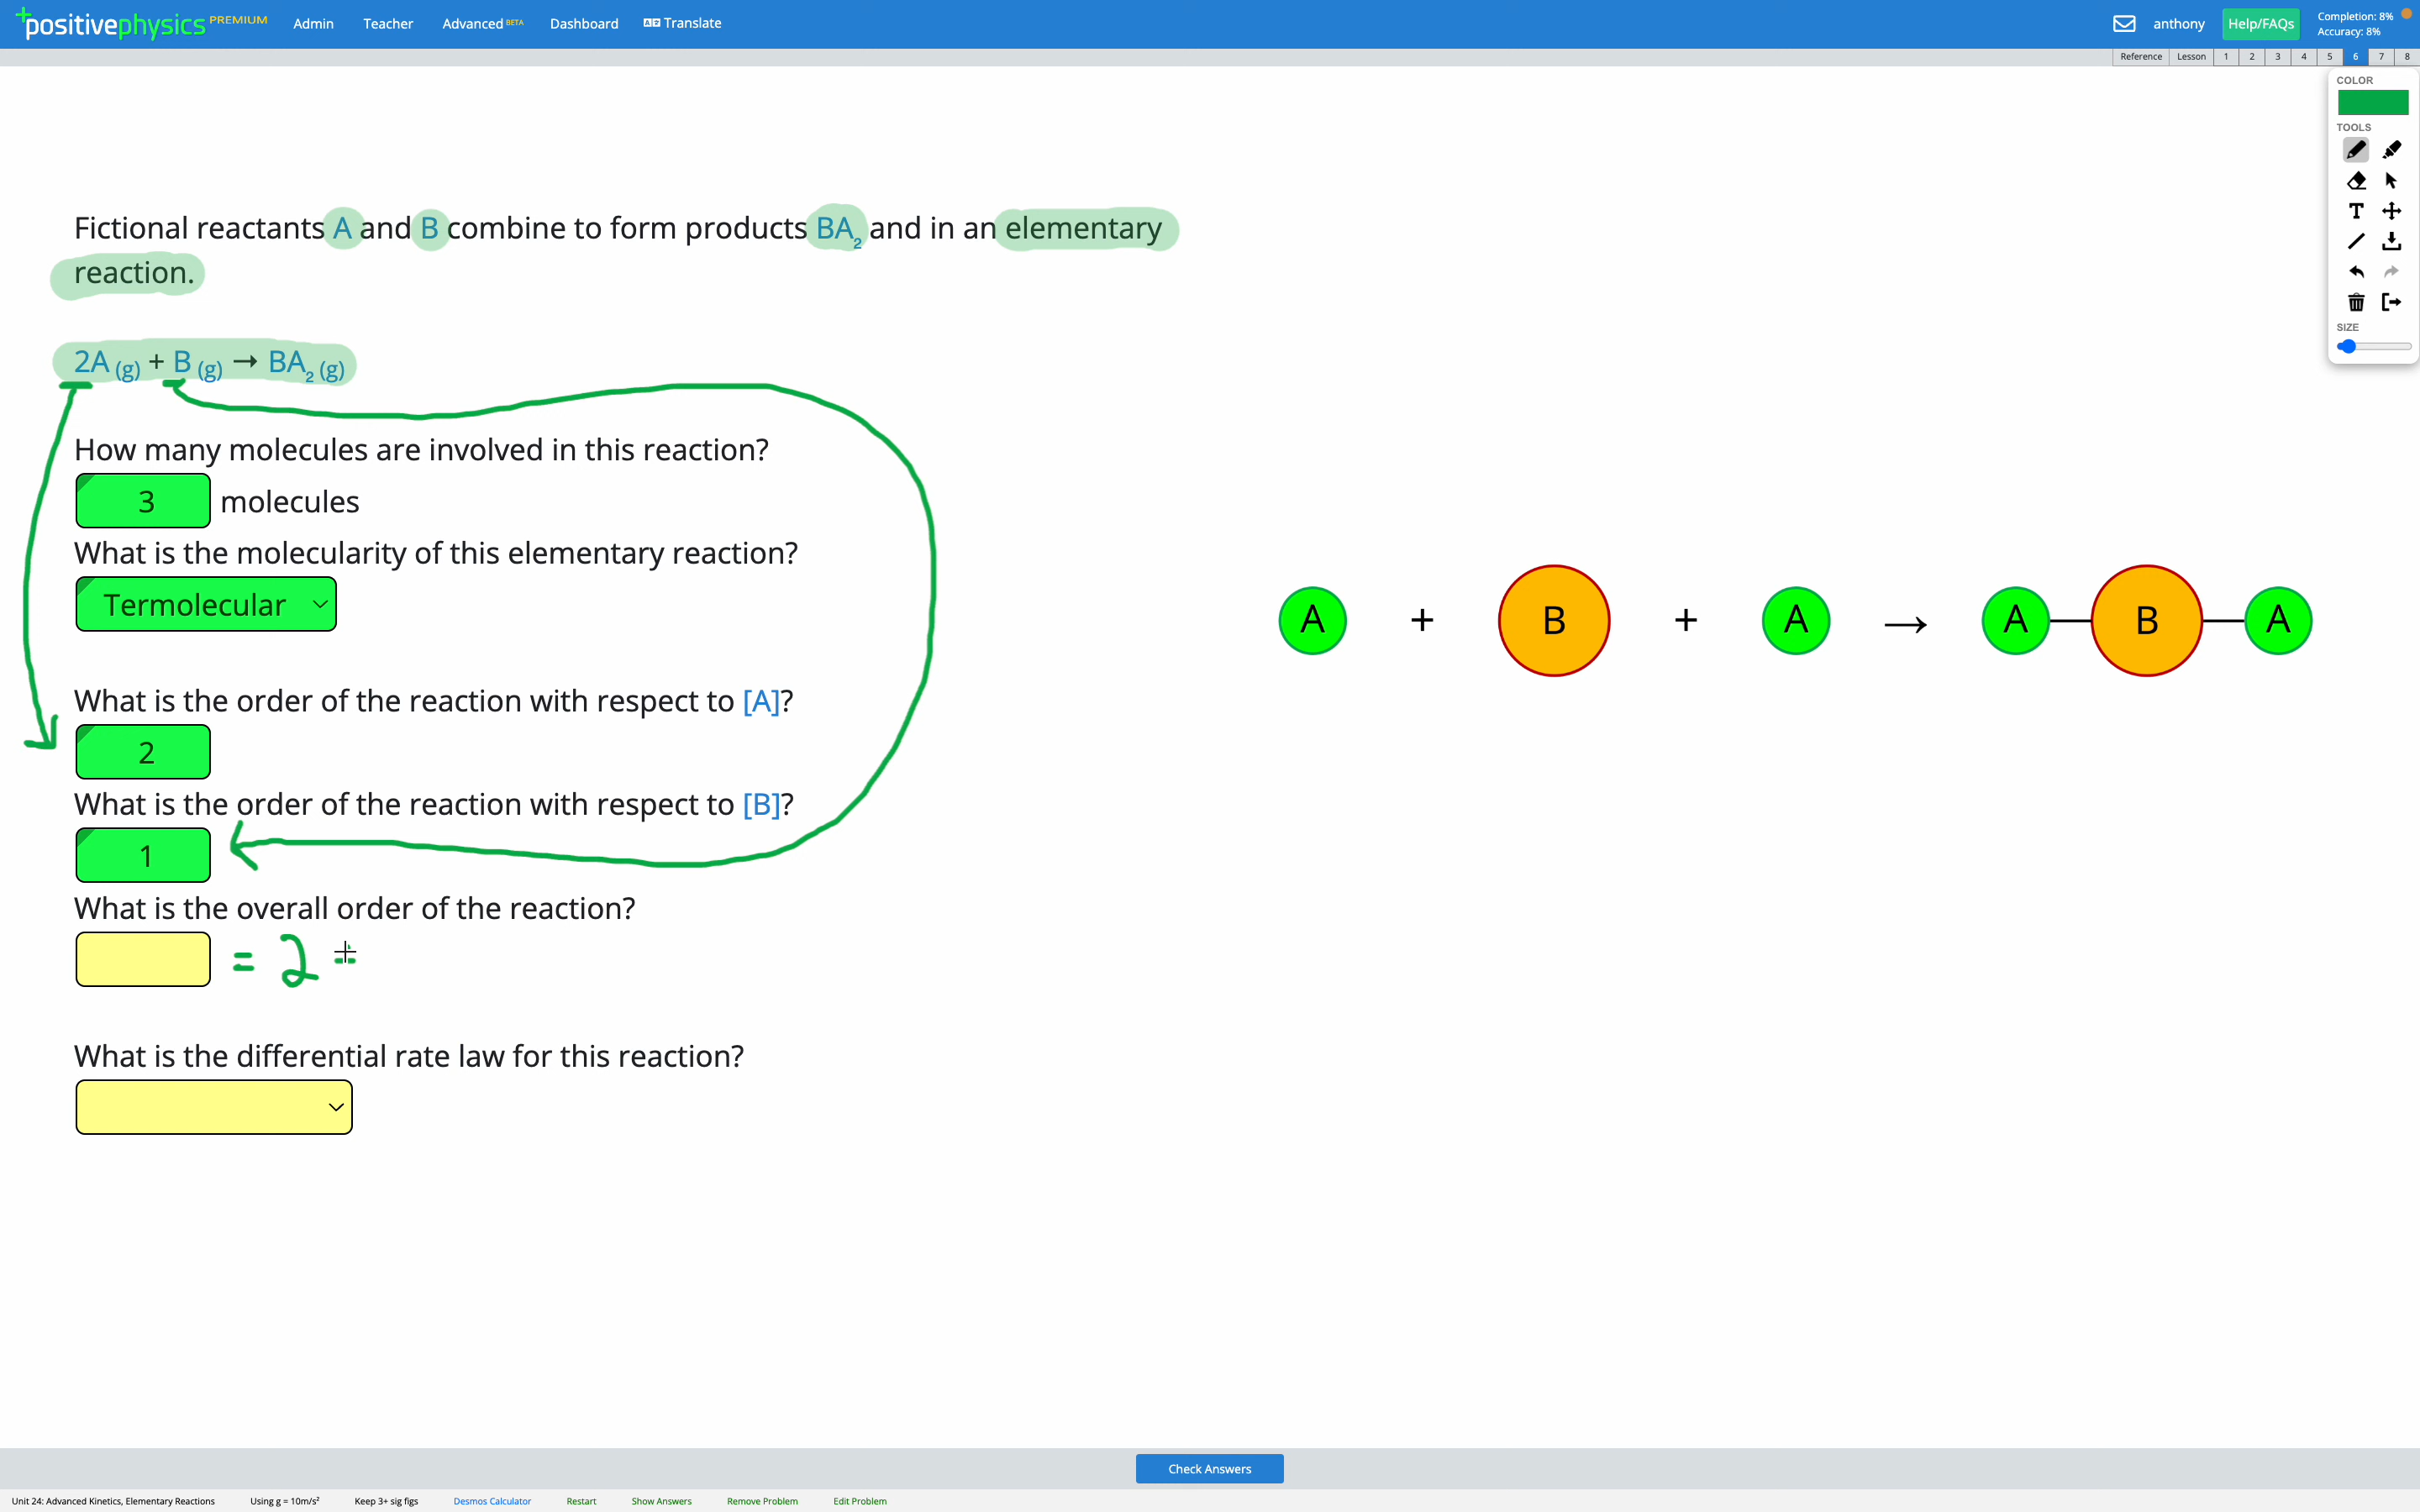 +positivephysics PREMIUM Admin Teacher Advanced BETA Dashboard Translate anthony Help/FAQs Completion: 8%
Accuracy: 8%
Reference Lesson 1 2 3 4 5 6 7 8
COLOR
TOOLS
T
SIZE
Fictional reactants A and B combine to form products BA₂ and in an elementary
reaction.
2A (g) + B (g) → BA₂ (g)
How many molecules are involved in this reaction?
3 molecules
What is the molecularity of this elementary reaction?
Termolecular
What is the order of the reaction with respect to [A]?
2
What is the order of the reaction with respect to [B]?
1
What is the overall order of the reaction?
= 2 +
What is the differential rate law for this reaction?
A + B + A → A B A
Check Answers
Unit 24: Advanced Kinetics, Elementary Reactions Using g = 10m/s² Keep 3+ sig figs Desmos Calculator Restart Show Answers Remove Problem Edit Problem